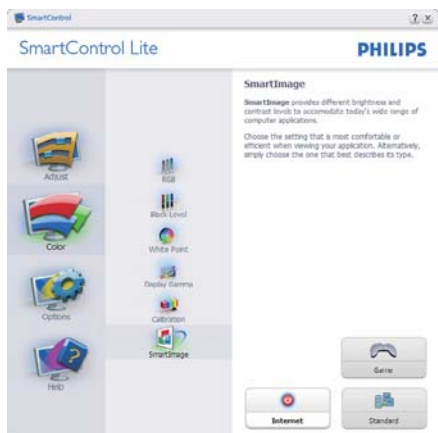 SmartControl
SmartControl Lite
PHILIPS
Adjust
Color
Options
Help
RGB
Black Level
White Point
Display Gamma
Calibration
SmartImage
SmartImage
SmartImage provides different brightness and
contrast levels to accomodate today's wide range of
computer applications.
Choose the setting that is most comfortable or
efficient when viewing your application. Alternatively,
simply choose the one that best describes its type.
Game
Internet
Standard